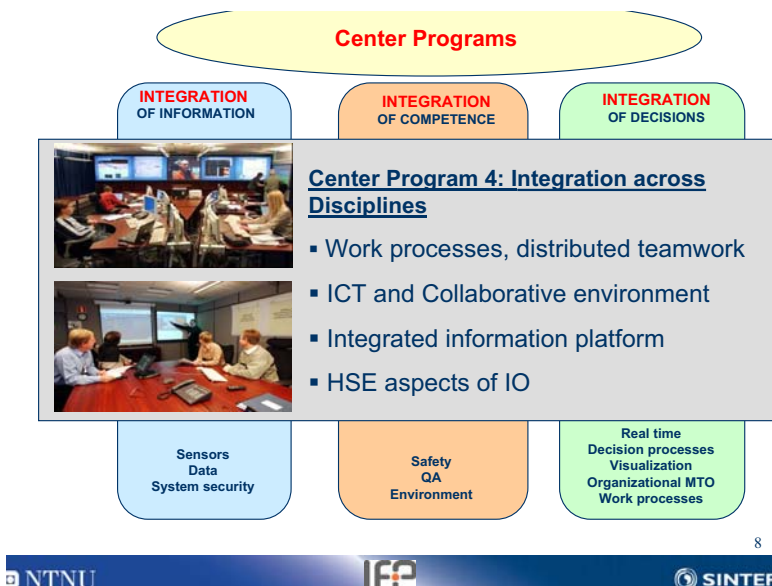 Center Programs
INTEGRATION
OF INFORMATION
INTEGRATION
OF COMPETENCE
INTEGRATION
OF DECISIONS
Center Program 4: Integration across
Disciplines
▪ Work processes, distributed teamwork
▪ ICT and Collaborative environment
▪ Integrated information platform
▪ HSE aspects of IO
Sensors
Data
System security
Safety
QA
Environment
Real time
Decision processes
Visualization
Organizational MTO
Work processes
8
NTNU
IFE
SINTEF